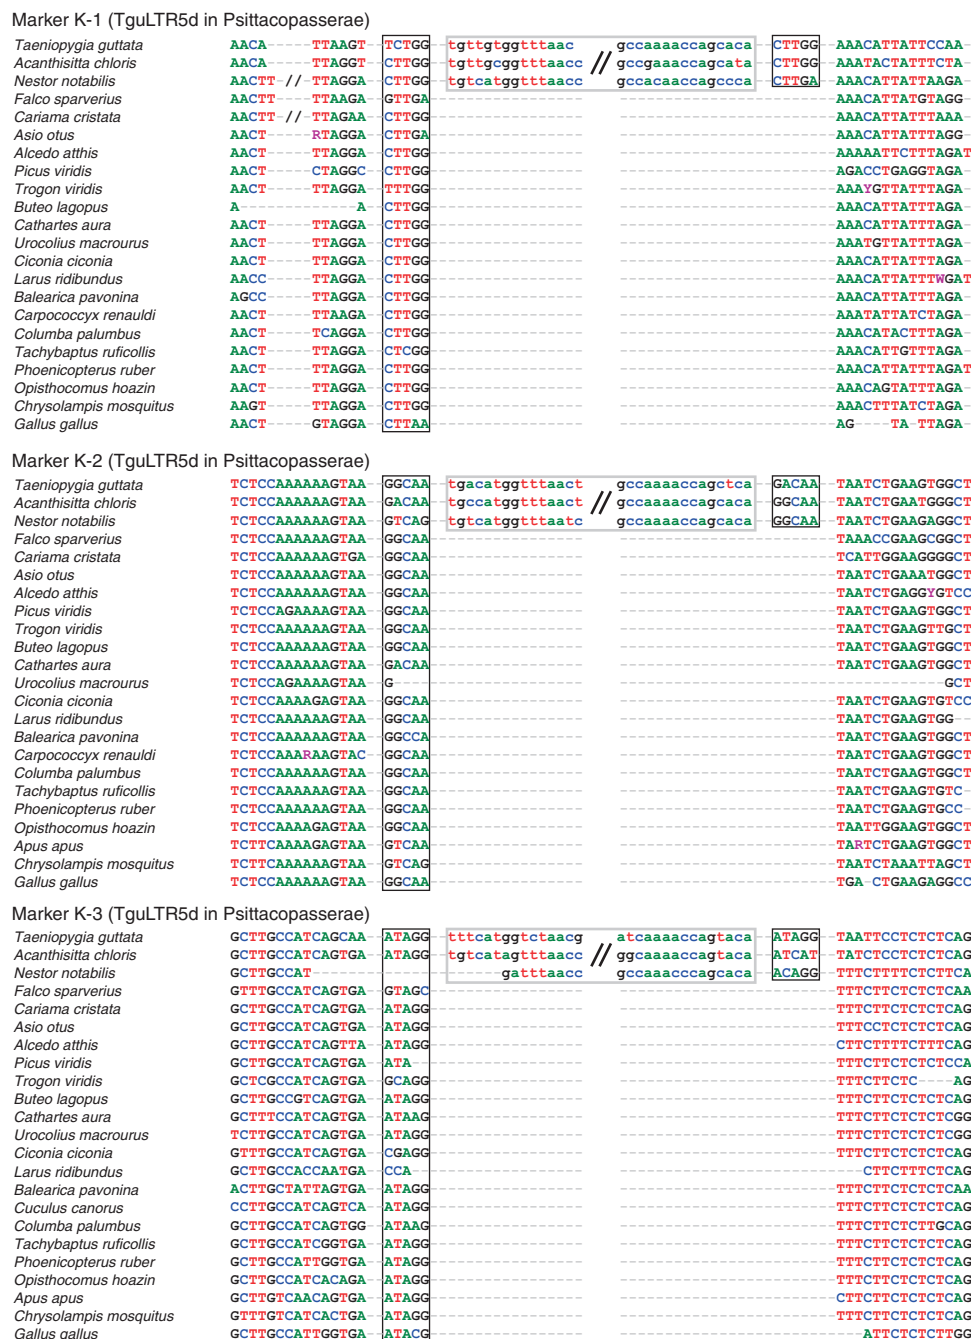 Marker K-1 (TguLTR5d in Psittacopasserae)
Taeniopygia guttata AACA TTAAGT TCTGG tgttgtggtttaac // gccaaaaccagcaca CTTGG AAACATTATTCCAA
Acanthisitta chloris AACA TTAGGT CTTGG tgttgcggtttaacc gccgaaaccagcata CTTGG AAATACTATTTCTA
Nestor notabilis AACTT // TTAAGT CTTGG tgtcatggtttaacc gccacaaccagccca CTTGA AAACATTATTAAGA
Falco sparverius AACTT TTAAGA GTTGA AAACATTATGTAGG
Cariama cristata AACTT // TTAGAA CTTGG AAACATTATTTAAA
Asio otus AACT RTAGGA CTTGA AAACATTATTTAGG
Alcedo atthis AACT TTAGGA CTTGG AAAAATTCTTTAGAT
Picus viridis AACT CTAGGC CTTGG AGACCTGAGGTAGA
Trogon viridis AACT TTAGGA TTTGG AAAYGTTATTTAGA
Buteo lagopus A A CTTGG AAACATTATTTAGA
Cathartes aura AACT TTAGGA CTTGG AAACATTATTTAGA
Urocolius macrourus AACT TTAGGA CTTGG AAATGTTATTTAGA
Ciconia ciconia AACT TTAGGA CTTGG AAACATTATTTAGA
Larus ridibundus AACC TTAGGA CTTGG AAACATTATTTWGAT
Balearica pavonina AGCC TTAGGA CTTGG AAACATTATTTAGA
Carpococcyx renauldi AACT TTAAGA CTTGG AAATATTATCTAGA
Columba palumbus AACT TCAGGA CTTGG AAACATACTTTAGA
Tachybaptus ruficollis AACT TTAGGA CTCGG AAACATTGTTTAGA
Phoenicopterus ruber AACT TTAGGA CTTGG AAACATTATTTAGAT
Opisthocomus hoazin AACT TTAGGA CTTGG AAACAGTATTTAGA
Chrysolampis mosquitus AAGT TTAGGA CTTGG AAACTTTATCTAGA
Gallus gallus AACT GTAGGA CTTAA AG TA TTAGA
Marker K-2 (TguLTR5d in Psittacopasserae)
Taeniopygia guttata TCTCCAAAAAAGTAA GGCAA tgacatggtttaact gccaaaaccagctca GACAA TAATCTGAAGTGGCT
Acanthisitta chloris TCTCCAAAAAAGTAA GACAA tgccatggtttaact // gccaaaaccagcaca GGCAA TAATCTGAATGGGCT
Nestor notabilis TCTCCAAAAAAGTAA GTCAG tgtcatggtttaatc gccaaaaccagcaca GGCAA TAATCTGAAGAGGCT
Falco sparverius TCTCCAAAAAAGTAA GGCAA TAAACCGAAGCGGCT
Cariama cristata TCTCCAAAAAAGTGA GGCAA TCATTGGAAGGGGCT
Asio otus TCTCCAAAAAAGTAA GGCAA TAATCTGAAATGGCT
Alcedo atthis TCTCCAAAAAAGTAA GGCAA TAATCTGAGGYGTCC
Picus viridis TCTCCAGAAAAGTAA GGCAA TAATCTGAAGTGGCT
Trogon viridis TCTCCAAAAAAGTAA GGCAA TAATCTGAAGTTGCT
Buteo lagopus TCTCCAAAAAAGTAA GGCAA TAATCTGAAGTGGCT
Cathartes aura TCTCCAAAAAAGTAA GACAA TAATCTGAAGTGGCT
Urocolius macrourus TCTCCAGAAAAGTAA G GCT
Ciconia ciconia TCTCCAAAAGAGTAA GGCAA TAATCTGAAGTGTCC
Larus ridibundus TCTCCAAAAAAGTAA GGCAA TAATCTGAAGTGG
Balearica pavonina TCTCCAAAAAAGTAA GGCCA TAATCTGAAGTGGCT
Carpococcyx renauldi TCTCCAAARAAGTAC GGCAA TAATCTGAAGTGGCT
Columba palumbus TCTCCAAAAAAGTAA GGCAA TAATCTGAAGTGGCT
Tachybaptus ruficollis TCTCCAAAAAAGTAA GGCAA TAATCTGAAGTGTC
Phoenicopterus ruber TCTCCAAAAAAGTAA GGCAA TAATCTGAAGTGCC
Opisthocomus hoazin TCTCCAAAAGAGTAA GGCAA TAATTGGAAGTGGCT
Apus apus TCTTCAAAAGAGTAA GTCAA TARTCTGAAGTGGCT
Chrysolampis mosquitus TCTTCAAAAAAGTAA GTCAG TAATCTAAATTAGCT
Gallus gallus TCTCCAAAAAAGTAA GGCAA TGA CTGAAGAGGCC
Marker K-3 (TguLTR5d in Psittacopasserae)
Taeniopygia guttata GCTTGCCATCAGCAA ATAGG tttcatggtctaacg atcaaaaccagtaca ATAGG TAATTCCTCTCTCAG
Acanthisitta chloris GCTTGCCATCAGTGA ATAGG tgtcatagtttaacc // ggcaaaaccagtaca ATCAT TATCTCCTCTCTCAG
Nestor notabilis GCTTGCCAT gatttaacc gccaaacccagcaca ACAGG TTTCTTTTCTCTTCA
Falco sparverius GTTTGCCATCAGTGA GTAGC TTTCTTCTCTCTCAA
Cariama cristata GCTTGCCATCAGTGA ATAGG TTTCTTCTCTCTCAG
Asio otus GCTTGCCATCAGTGA ATAGG TTTCCTCTCTCTCAG
Alcedo atthis GCTTGCCATCAGTTA ATAGG CTTCTTTTCTTTCAG
Picus viridis GCTTGCCATCAGTGA ATA TTTCTTCTCTCTCCA
Trogon viridis GCTCGCCATCAGTGA GCAGG TTTCTTCTC AG
Buteo lagopus GCTTGCCGTCAGTGA ATAGG TTTCTTCTCTCTCAG
Cathartes aura GCTTTCCATCAGTGA ATAAG TTTCTTCTCTCTCGG
Urocolius macrourus TCTTGCCATCAGTGA ATAGG TTTCTTCTCTCTCGG
Ciconia ciconia GTTTGCCATCAGTGA CGAGG TTTCTTCTCTCTCAG
Larus ridibundus GCTTGCCACCAATGA CCA CTTCTTTCTCAG
Balearica pavonina ACTTGCTATTAGTGA ATAGG TTTCTTCTCTCTCAA
Cuculus canorus CCTTGCCATCAGTCA ATAGG TTTCTTCTCTCTCAG
Columba palumbus GCTTGCCATCAGTGG ATAAG TTTCTTCTCTTGCAG
Tachybaptus ruficollis GCTTGCCATCGGTGA ATAGG TTTCTTCTCTCTCAG
Phoenicopterus ruber GCTTGCCATTGGTGA ATAGG TTTCTTCTCTCTCAG
Opisthocomus hoazin GCTTGCCATCACAGA ATAGG TTTCTTCTCTCTCAG
Apus apus GCTTGTCAACAGTGA ATAGG CTTCTTCTCTCTCAG
Chrysolampis mosquitus GTTTGTCATCACTGA ATAGG TTTCTTCTCTCTCAG
Gallus gallus GCTTGCCATTGGTGA ATACG ATTCTCTCTTGG